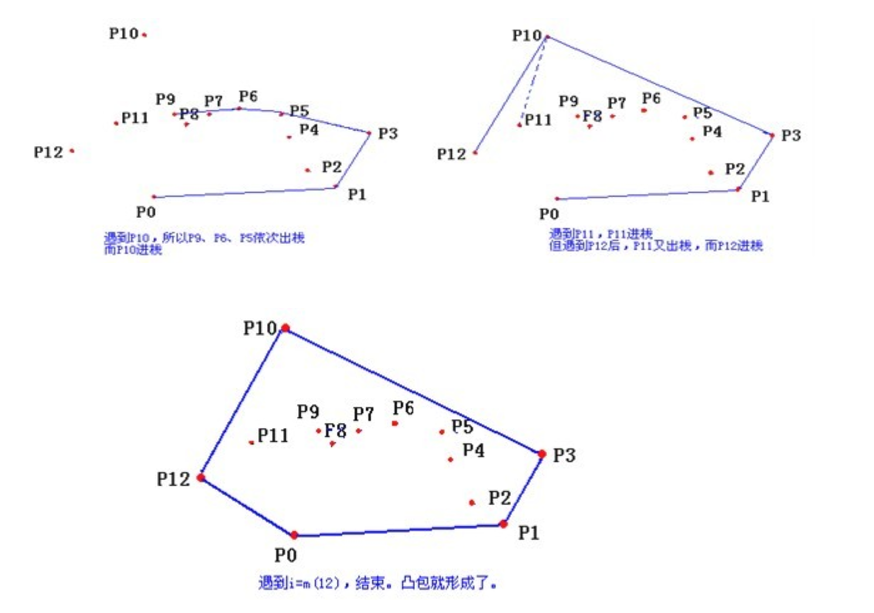 P10
P9
P8
P7
P6
P5
P11
P4
P3
P12
P2
P1
P0
遇到P10，所以P9、P6、P5依次出栈
而P10进栈
P10
P9
F8
P7
P6
P5
P11
P4
P3
P12
P2
P1
P0
遇到P11，P11进栈
但遇到P12后，P11又出栈，而P12进栈
P10
P9
F8
P7
P6
P5
P11
P4
P3
P12
P2
P1
P0
遇到i=m(12)，结束。凸包就形成了。